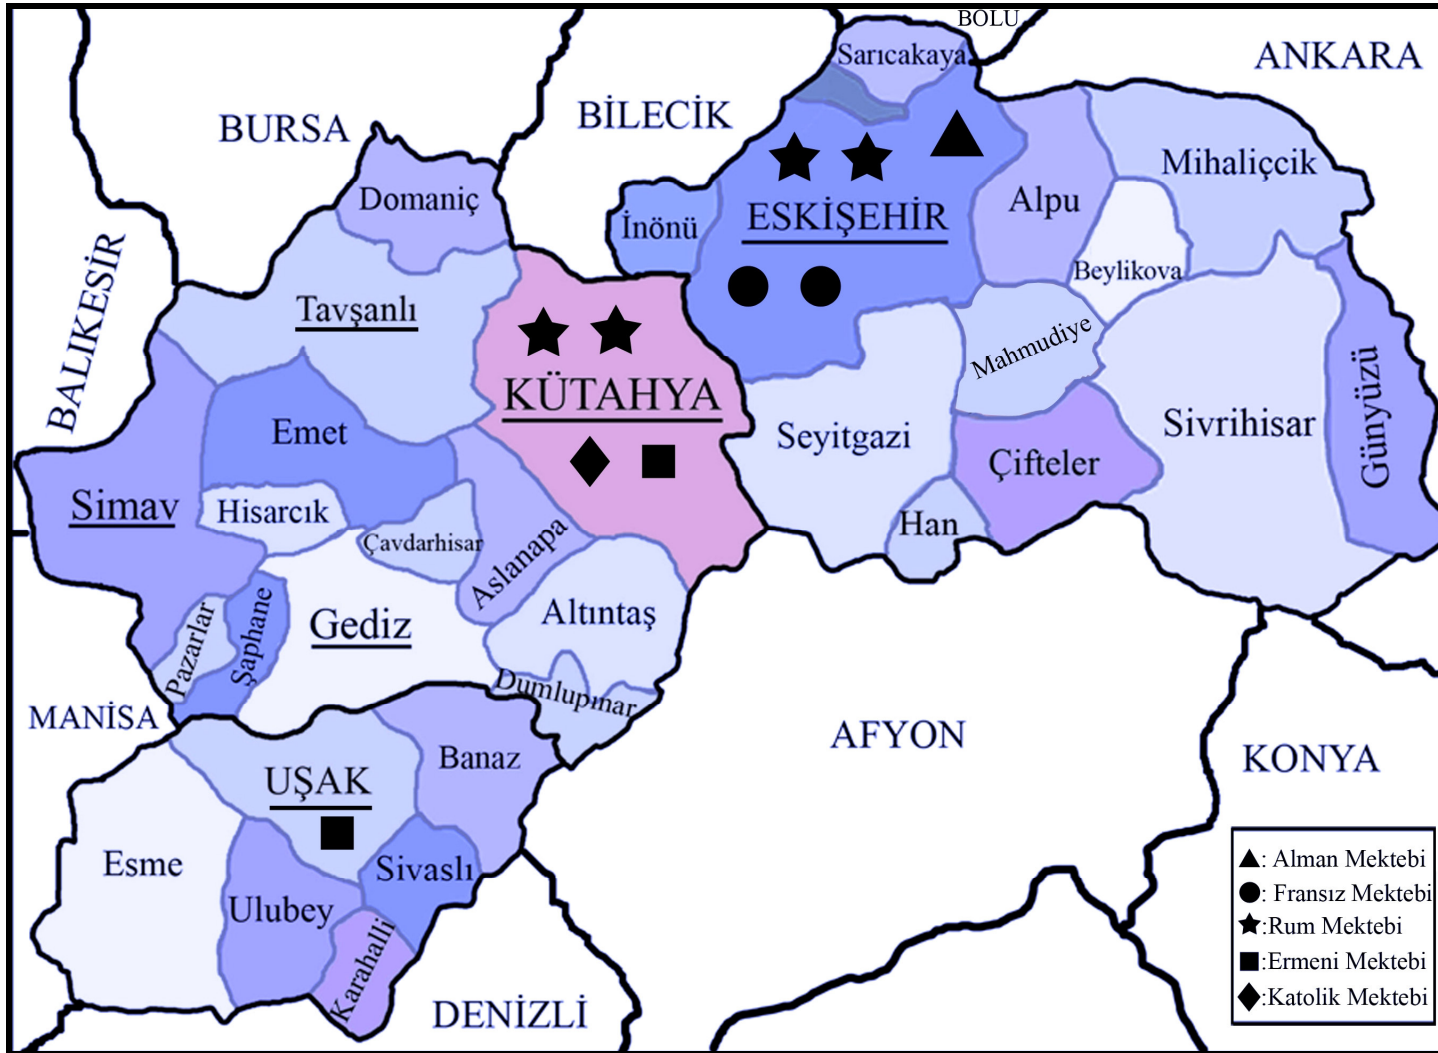 BOLU
Sarıcakaya
ANKARA
BURSA
BİLECİK
Mihalıçcik
Domaniç
İnönü
ESKİŞEHİR
Alpu
Beylikova
BALIKESİR
Tavşanlı
Mahmudiye
Günyüzü
KÜTAHYA
Emet
Seyitgazi
Sivrihisar
Çifteler
Simav
Hisarcık
Çavdarhisar
Aslanapa
Han
Pazarlar
Şaphane
Gediz
Altıntaş
Dumlupınar
MANİSA
AFYON
KONYA
UŞAK
Banaz
Esme
Sivaslı
Ulubey
Karahalli
DENİZLİ
: Alman Mektebi
: Fransız Mektebi
:Rum Mektebi
:Ermeni Mektebi
:Katolik Mektebi